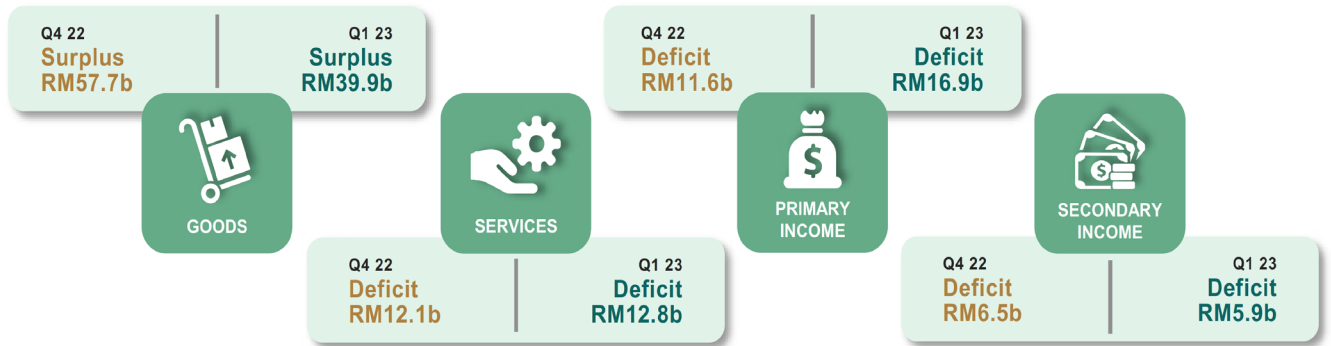 Q4 22
Surplus
RM57.7b
Q1 23
Surplus
RM39.9b
GOODS
Q4 22
Deficit
RM12.1b
Q1 23
Deficit
RM12.8b
SERVICES
Q4 22
Deficit
RM11.6b
Q1 23
Deficit
RM16.9b
PRIMARY
INCOME
Q4 22
Deficit
RM6.5b
Q1 23
Deficit
RM5.9b
SECONDARY
INCOME